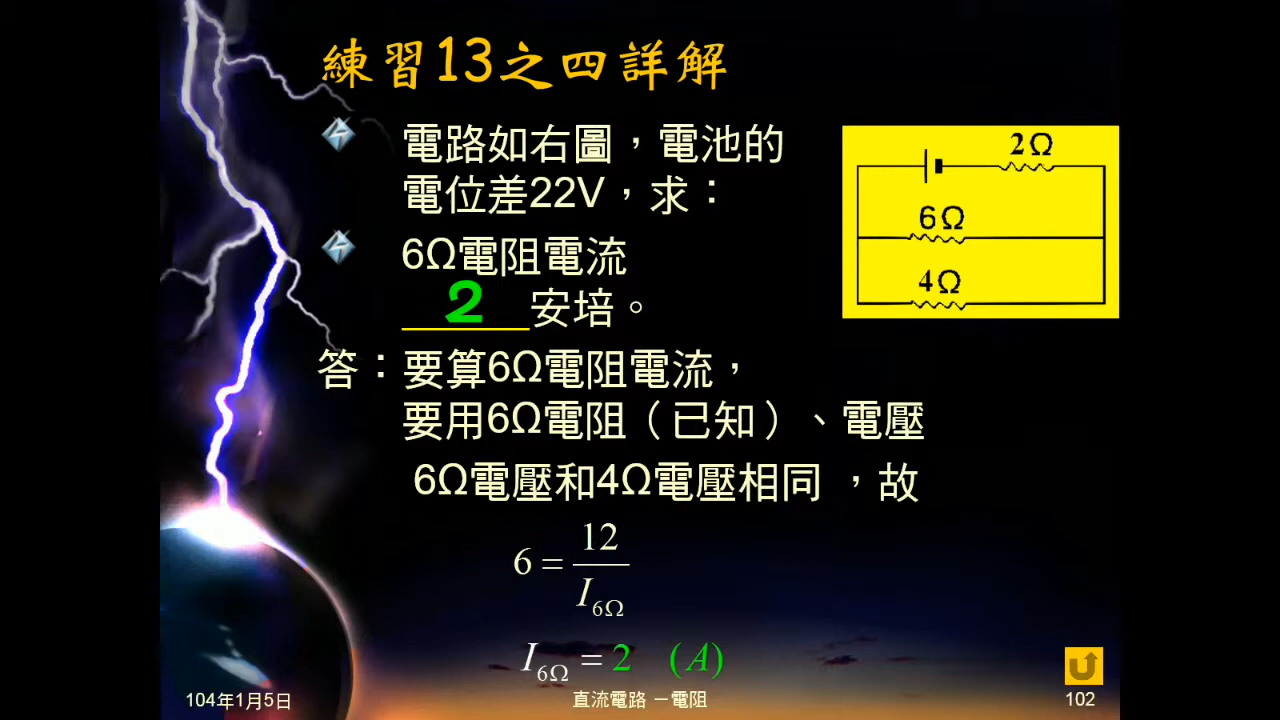 練習13之四詳解
電路如右圖，電池的
電位差22V，求：
6Ω電阻電流
2安培。
2Ω
6Ω
4Ω
答：要算6Ω電阻電流，
要用6Ω電阻（已知）、電壓
6Ω電壓和4Ω電壓相同 ，故
6 = 12 / I6Ω
I6Ω = 2 (A)
104年1月5日
直流電路 －電阻
102